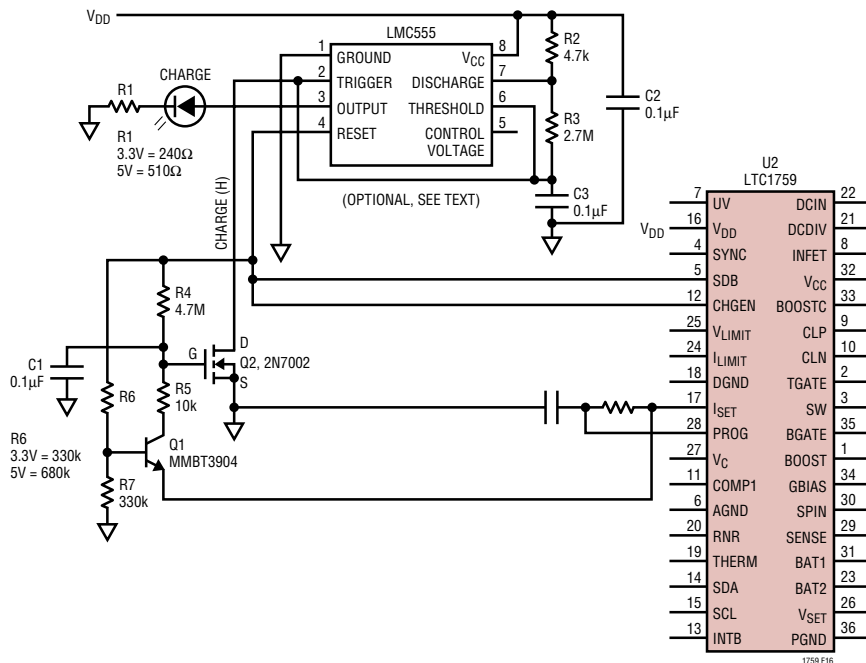 VDD
LMC555
1
GROUND
2
TRIGGER
3
OUTPUT
4
RESET
VCC
8
DISCHARGE
7
THRESHOLD
6
CONTROL
VOLTAGE
5
R2
4.7k
R3
2.7M
C2
0.1µF
C3
0.1µF
CHARGE
R1
R1
3.3V = 240Ω
5V = 510Ω
(OPTIONAL, SEE TEXT)
CHARGE (H)
R4
4.7M
C1
0.1µF
G
D
Q2, 2N7002
S
R6
R5
10k
R6
3.3V = 330k
5V = 680k
Q1
MMBT3904
R7
330k
U2
LTC1759
VDD
7 UV
16 VDD
4 SYNC
5 SDB
12 CHGEN
25 VLIMIT
24 ILIMIT
18 DGND
17 ISET
28 PROG
27 VC
11 COMP1
6 AGND
20 RNR
19 THERM
14 SDA
15 SCL
13 INTB
DCIN 22
DCDIV 21
INFET 8
VCC 32
BOOSTC 33
CLP 9
CLN 10
TGATE 2
SW 3
BGATE 35
BOOST 1
GBIAS 34
SPIN 30
SENSE 29
BAT1 31
BAT2 23
VSET 26
PGND 36
1759 F16